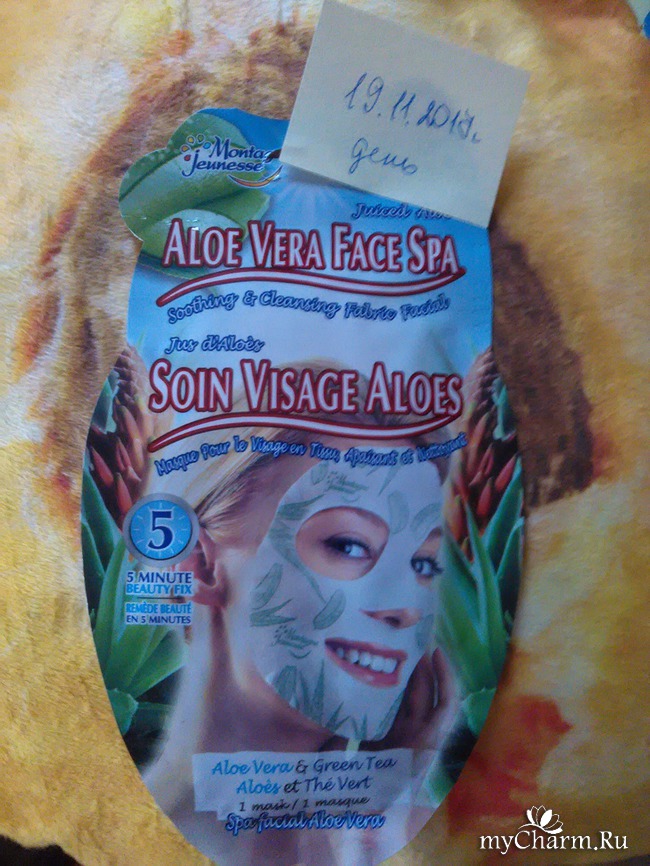 19.11.2017г.
день
Montagne
Jeunesse
Juiced Aloe
ALOE VERA FACE SPA
Soothing & Cleansing Fabric Facial
Jus d'Aloès
SOIN VISAGE ALOES
Masque Pour le Visage en Tissu, Apaisant et Nettoyant
5
5 MINUTE
BEAUTY FIX
REMÈDE BEAUTÉ
EN 5 MINUTES
Aloe Vera & Green Tea
Aloès et Thé Vert
1 mask / 1 masque
Spa facial Aloe Vera
myCharm.Ru